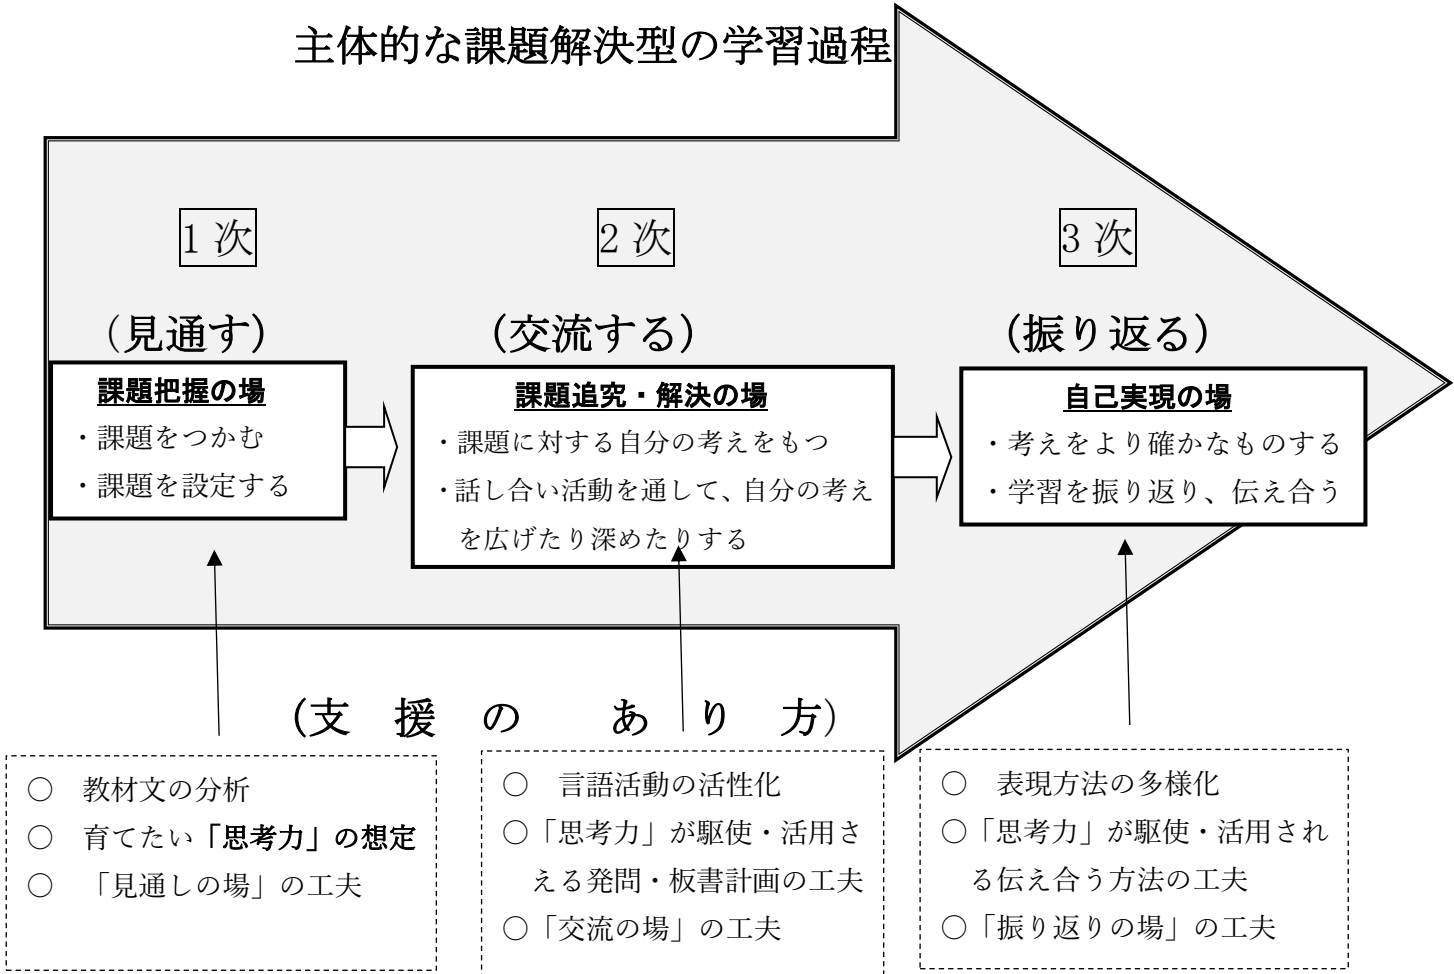 主体的な課題解決型の学習過程
1次
(見通す)
課題把握の場
・課題をつかむ
・課題を設定する
2次
(交流する)
課題追究・解決の場
・課題に対する自分の考えをもつ
・話し合い活動を通して、自分の考え
を広げたり深めたりする
3次
(振り返る)
自己実現の場
・考えをより確かなものする
・学習を振り返り、伝え合う
(支 援 の あ り 方)
○ 教材文の分析
○ 育てたい「思考力」の想定
○ 「見通しの場」の工夫
○ 言語活動の活性化
○「思考力」が駆使・活用さ
える発問・板書計画の工夫
○「交流の場」の工夫
○ 表現方法の多様化
○「思考力」が駆使・活用され
る伝え合う方法の工夫
○「振り返りの場」の工夫